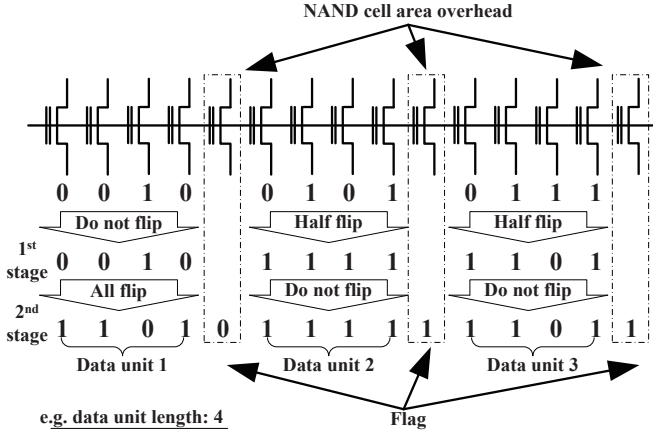 NAND cell area overhead
0 0 1 0 0 1 0 1 0 1 1 1
Do not flip Half flip Half flip
1st stage 0 0 1 0 1 1 1 1 1 1 0 1
All flip Do not flip Do not flip
2nd stage 1 1 0 1 0 1 1 1 1 1 1 1 0 1 1
Data unit 1 Data unit 2 Data unit 3
e.g. data unit length: 4 Flag